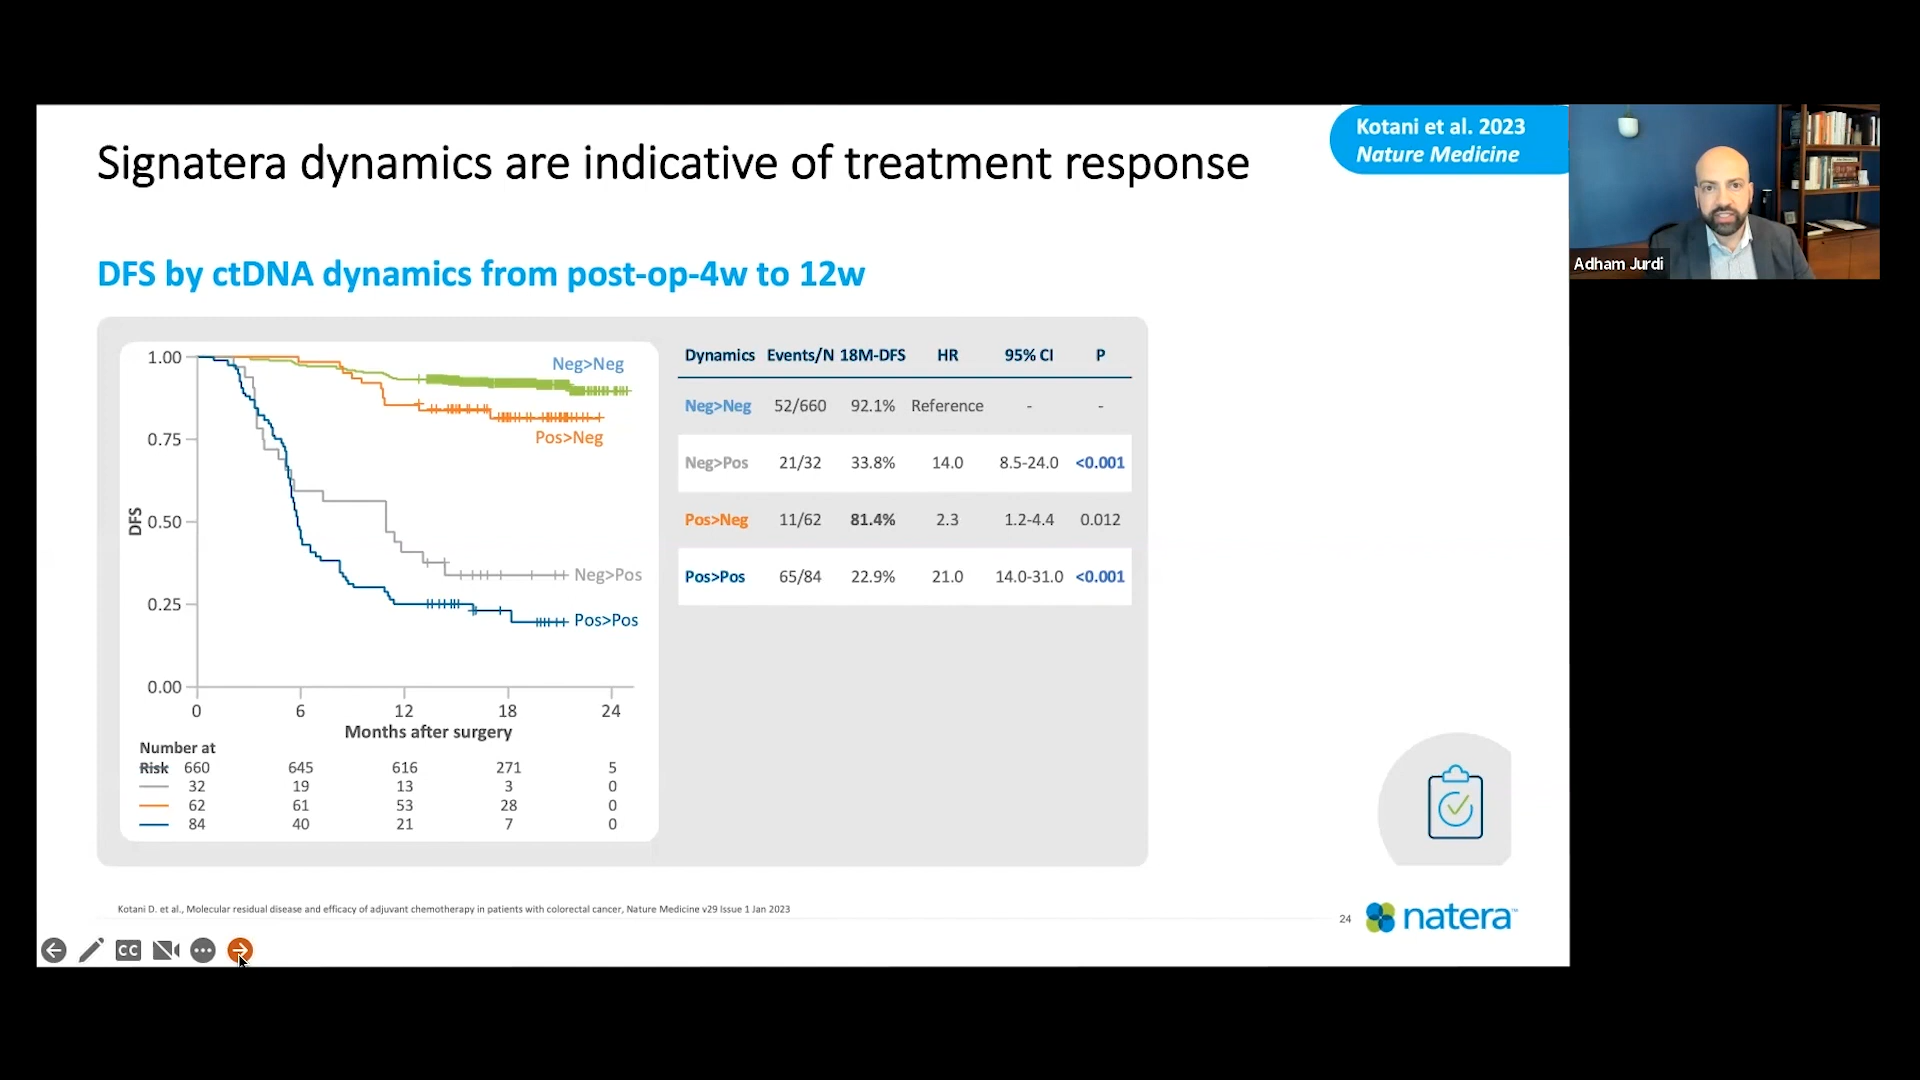 Signatera dynamics are indicative of treatment response
Kotani et al. 2023
Nature Medicine
Adham Jurdi
DFS by ctDNA dynamics from post-op-4w to 12w
1.00
0.75
0.50
0.25
0.00
DFS
Neg>Neg
Pos>Neg
Neg>Pos
Pos>Pos
0 6 12 18 24
Months after surgery
Number at
Risk 660 645 616 271 5
32 19 13 3 0
62 61 53 28 0
84 40 21 7 0
Dynamics Events/N 18M-DFS HR 95% CI P
Neg>Neg 52/660 92.1% Reference - -
Neg>Pos 21/32 33.8% 14.0 8.5-24.0 <0.001
Pos>Neg 11/62 81.4% 2.3 1.2-4.4 0.012
Pos>Pos 65/84 22.9% 21.0 14.0-31.0 <0.001
Kotani D. et al., Molecular residual disease and efficacy of adjuvant chemotherapy in patients with colorectal cancer, Nature Medicine v29 Issue 1 Jan 2023
24
natera™
CC